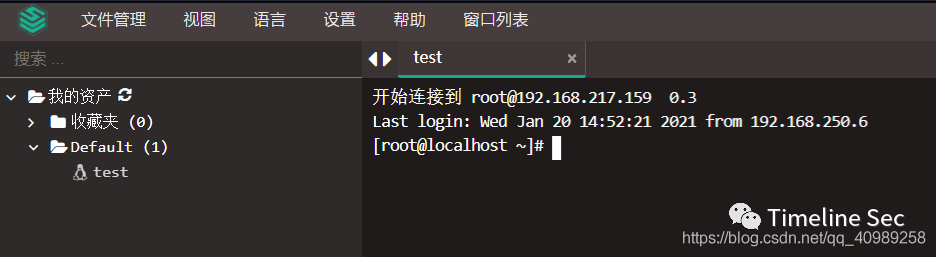 文件管理 视图 语言 设置 帮助 窗口列表
搜索 ...
test ×
我的资产
收藏夹 (0)
Default (1)
test
开始连接到 root@192.168.217.159 0.3
Last login: Wed Jan 20 14:52:21 2021 from 192.168.250.6
[root@localhost ~]#
Timeline Sec
https://blog.csdn.net/qq_40989258